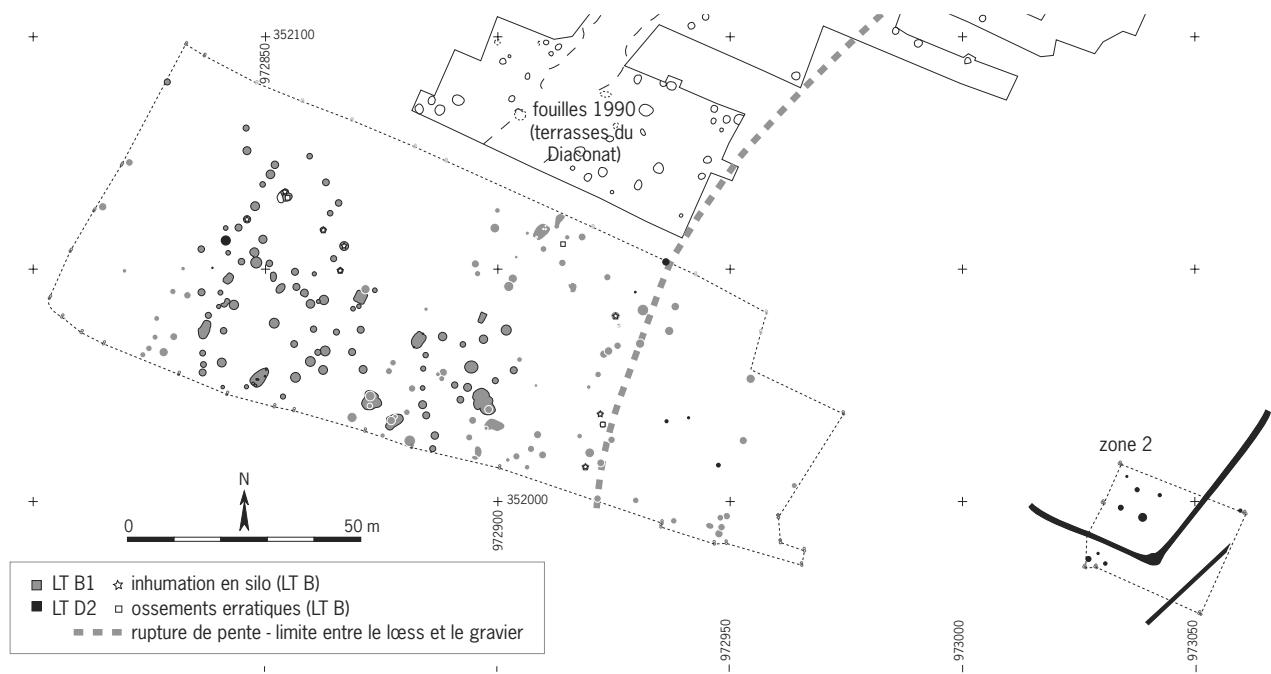 352100
972850
fouilles 1990
(terrasses du
Diaconat)
zone 2
N
352000
972900
0 50 m
972950
973000
973050
LT B1 inhumation en silo (LT B)
LT D2 ossements erratiques (LT B)
rupture de pente - limite entre le lœss et le gravier